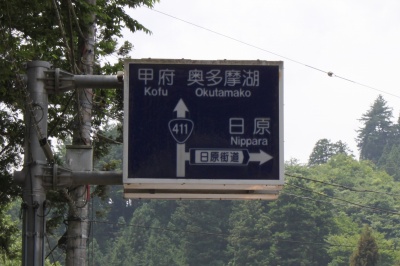 甲府 奥多摩湖
Kofu Okutamako
411
日原
Nippara
日原街道